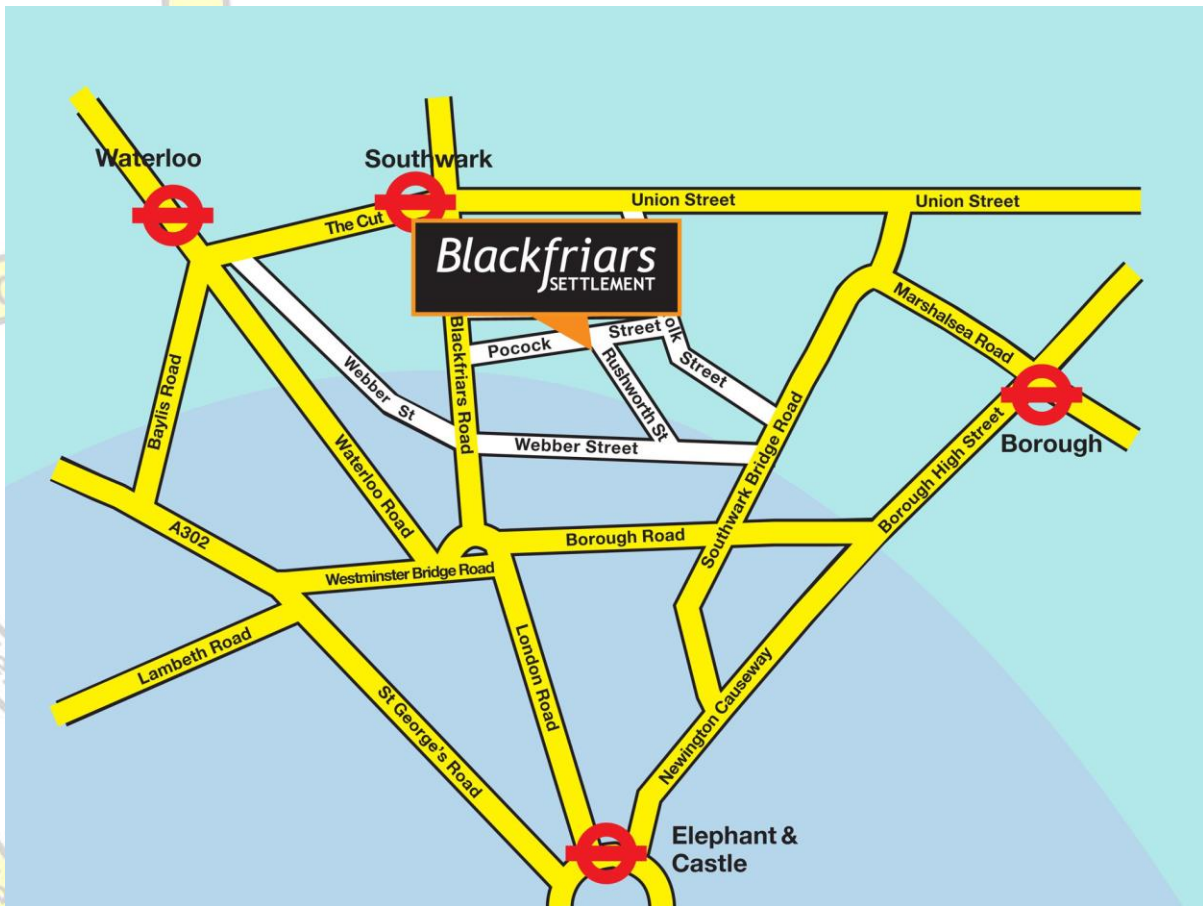 Waterloo
Southwark
Union Street
Union Street
The Cut
Blackfriars
SETTLEMENT
Marshalsea Road
Pocock
Street
olk
Street
Rushworth St
Blackfriars Road
Webber St
Baylis Road
Waterloo Road
Webber Street
Southwark Bridge Road
Borough High Street
Borough
A302
Borough Road
Westminster Bridge Road
Lambeth Road
London Road
St George's Road
Newington Causeway
Elephant &
Castle